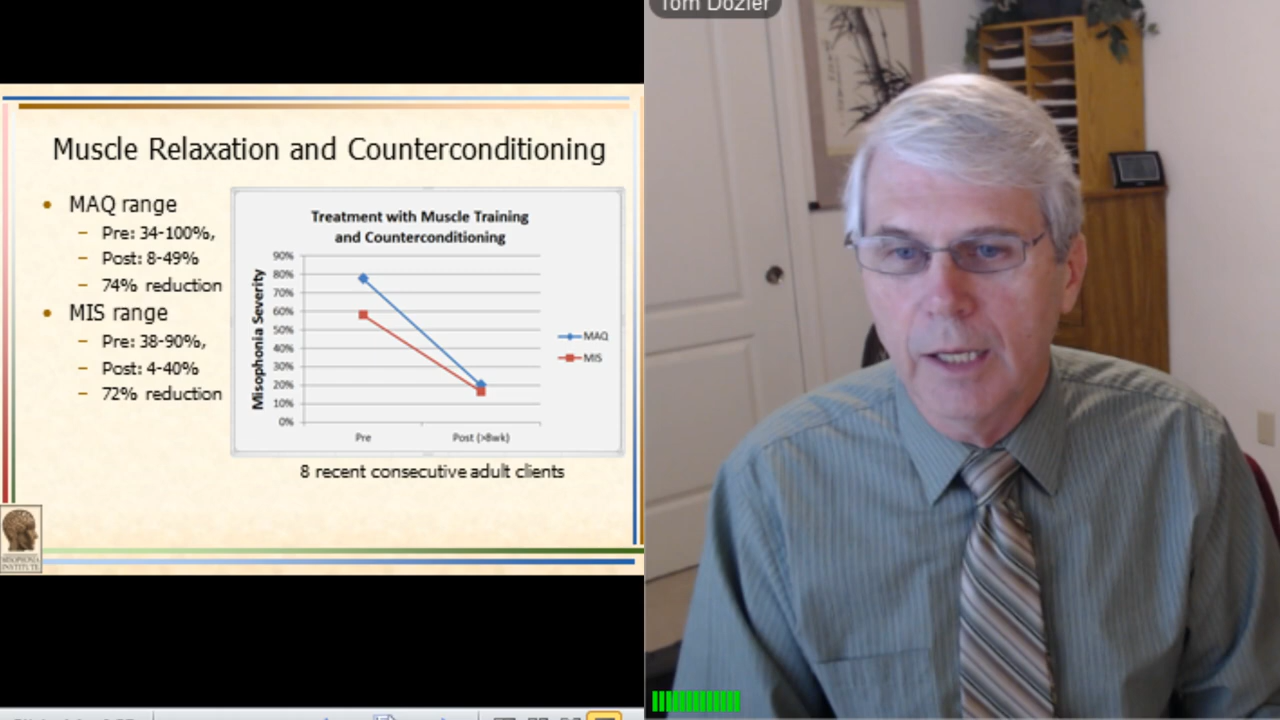 Tom Dozier
Muscle Relaxation and Counterconditioning
• MAQ range
– Pre: 34-100%,
– Post: 8-49%
– 74% reduction
• MIS range
– Pre: 38-90%,
– Post: 4-40%
– 72% reduction
Treatment with Muscle Training
and Counterconditioning
Misophonia Severity
90%
80%
70%
60%
50%
40%
30%
20%
10%
0%
Pre
Post (>8wk)
MAQ
MIS
8 recent consecutive adult clients
MISOPHONIA
INSTITUTE